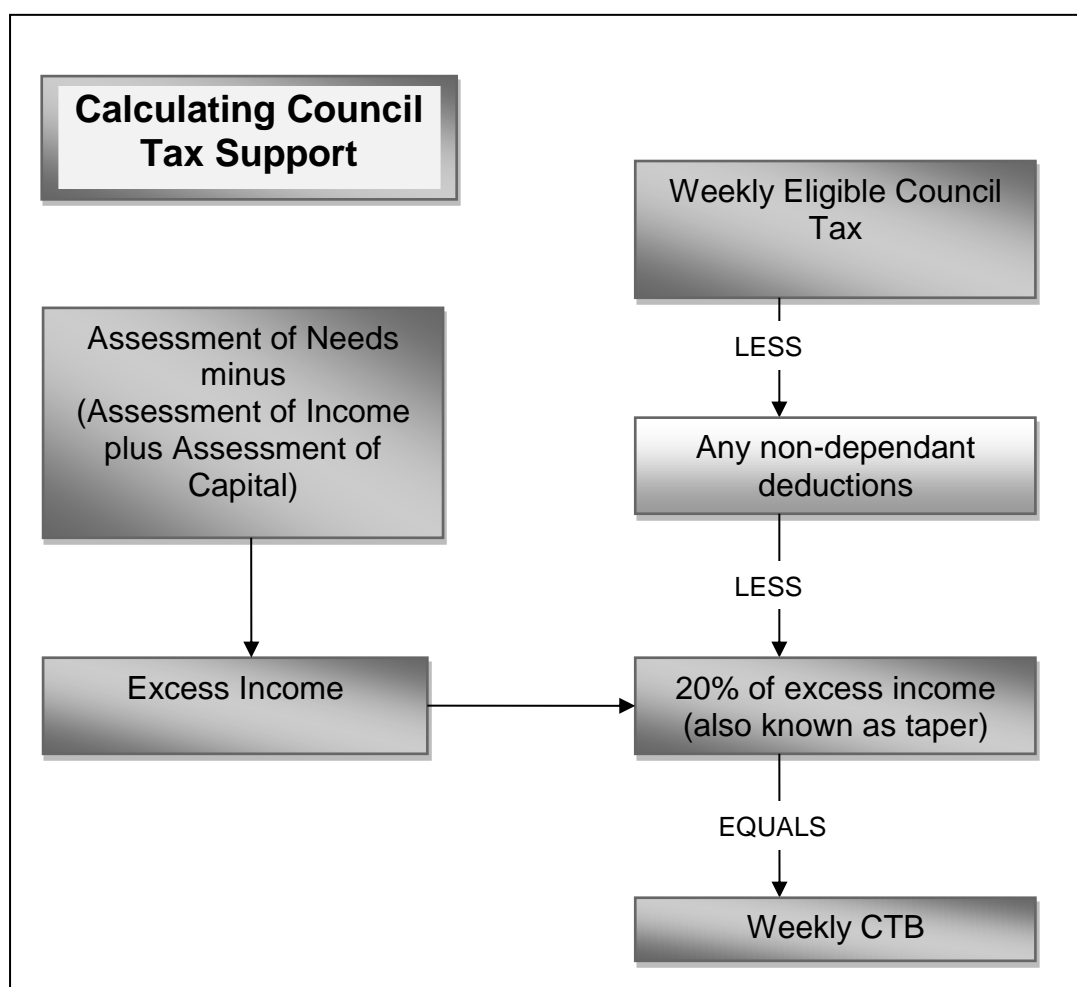 Calculating Council
Tax Support
Weekly Eligible Council
Tax
Assessment of Needs
minus
(Assessment of Income
plus Assessment of
Capital)
LESS
Any non-dependant
deductions
LESS
Excess Income
20% of excess income
(also known as taper)
EQUALS
Weekly CTB